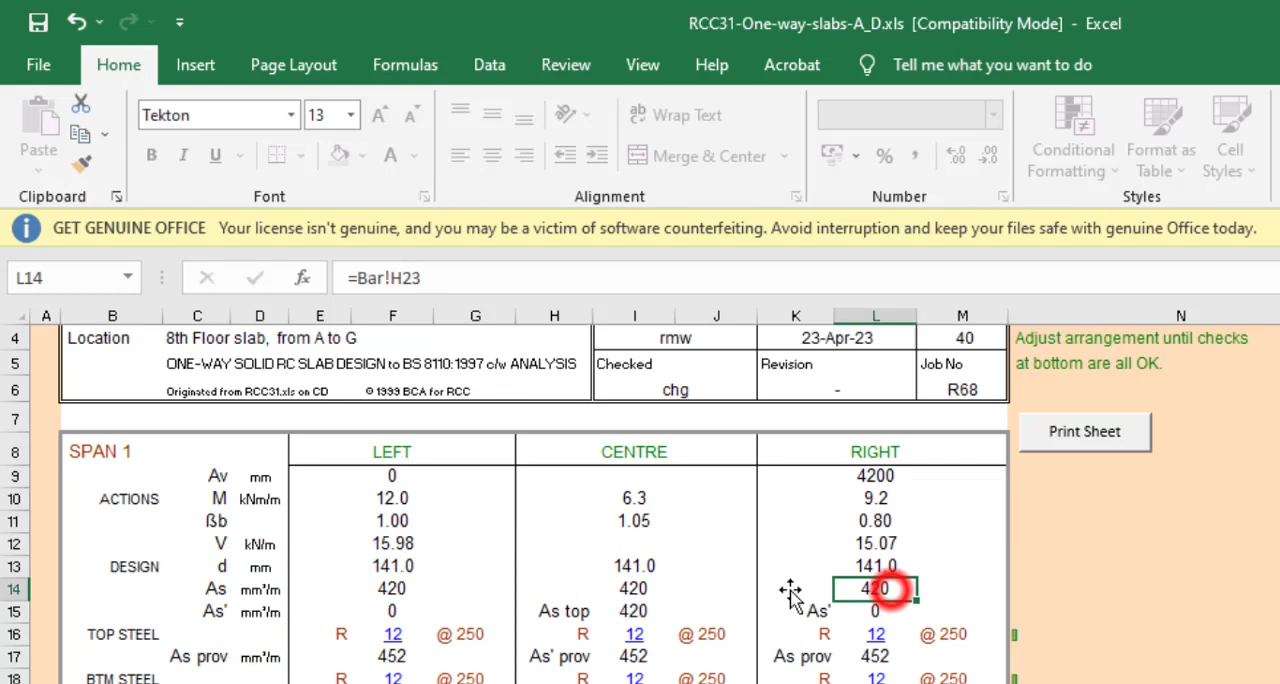 RCC31-One-way-slabs-A_D.xls [Compatibility Mode] - Excel
File Home Insert Page Layout Formulas Data Review View Help Acrobat Tell me what you want to do
Tekton 13 A A ab Wrap Text
Paste B I U A Merge & Center % , Conditional Formatting Format as Table Cell Styles
Clipboard Font Alignment Number Styles
i GET GENUINE OFFICE Your license isn't genuine, and you may be a victim of software counterfeiting. Avoid interruption and keep your files safe with genuine Office today.
L14 fx =Bar!H23
A B C D E F G H I J K L M N
4 Location 8th Floor slab, from A to G rmw 23-Apr-23 40 Adjust arrangement until checks
5 ONE-WAY SOLID RC SLAB DESIGN to BS 8110:1997 c/w ANALYSIS Checked Revision Job No at bottom are all OK.
6 Originated from RCC31.xls on CD © 1999 BCA for RCC chg - R68
7 Print Sheet
8 SPAN 1 LEFT CENTRE RIGHT
9 Av mm 0 4200
10 ACTIONS M kNm/m 12.0 6.3 9.2
11 ßb 1.00 1.05 0.80
12 V kN/m 15.98 15.07
13 DESIGN d mm 141.0 141.0 141.0
14 As mm²/m 420 420 420
15 As' mm²/m 0 As top 420 As' 0
16 TOP STEEL R 12 @ 250 R 12 @ 250 R 12 @ 250
17 As prov mm²/m 452 As' prov 452 As prov 452
18 BTM STEEL R 12 @ 250 R 12 @ 250 R 12 @ 250